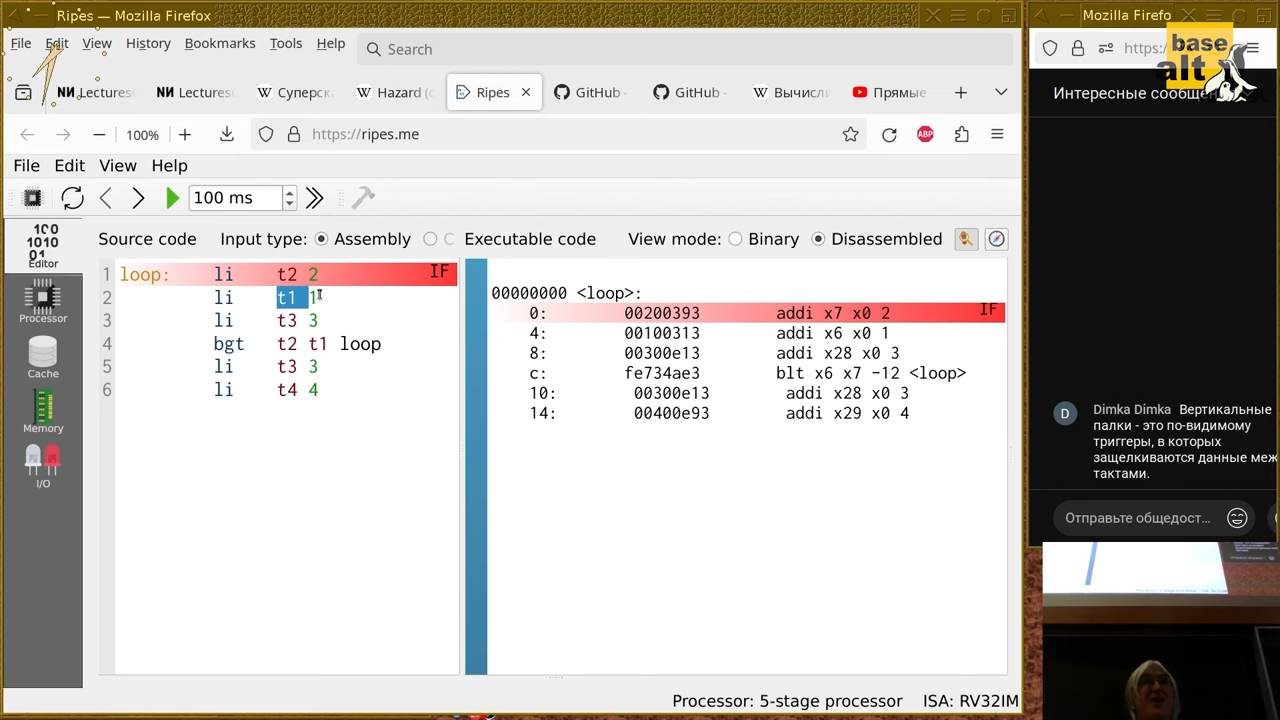 Ripes — Mozilla Firefox
File Edit View History Bookmarks Tools Help
Search
Lectures
Lectures
Суперск
Hazard (c
Ripes
GitHub -
GitHub -
Вычисли
Прямые
100%
https://ripes.me
ABP
File Edit View Help
100 ms
Source code Input type: Assembly C Executable code View mode: Binary Disassembled
Editor
Processor
Cache
Memory
I/O
1 loop: li t2 2 IF
2 li t1 1
3 li t3 3
4 bgt t2 t1 loop
5 li t3 3
6 li t4 4
00000000 <loop>:
0: 00200393 addi x7 x0 2 IF
4: 00100313 addi x6 x0 1
8: 00300e13 addi x28 x0 3
c: fe734ae3 blt x6 x7 -12 <loop>
10: 00300e13 addi x28 x0 3
14: 00400e93 addi x29 x0 4
Processor: 5-stage processor ISA: RV32IM
Mozilla Firefo
https:/
base
alt
Интересные сообщен
D
Dimka Dimka Вертикальные
палки - это по-видимому
триггеры, в которых
защелкиваются данные меж
тактами.
Отправьте общедост...